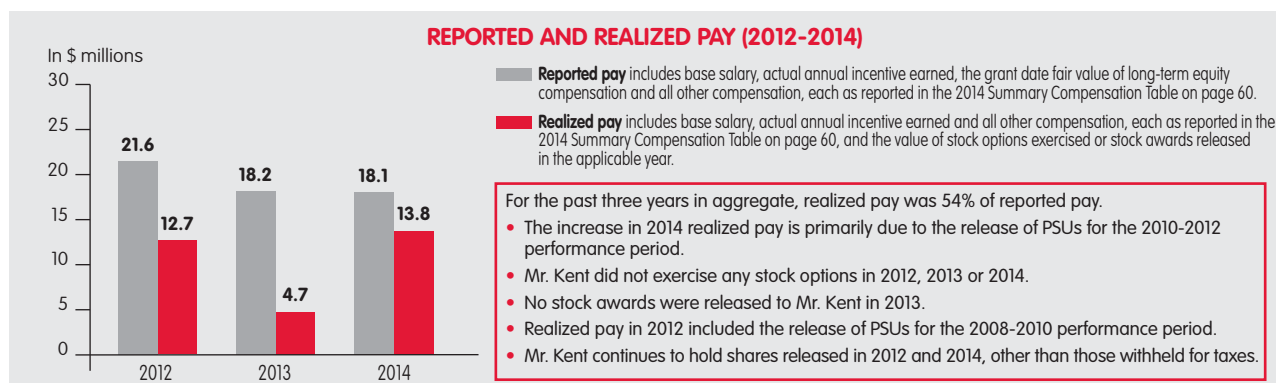 REPORTED AND REALIZED PAY (2012-2014)
In $ millions
30
25
20
15
10
5
0
21.6
12.7
18.2
4.7
18.1
13.8
2012
2013
2014
Reported pay includes base salary, actual annual incentive earned, the grant date fair value of long-term equity
compensation and all other compensation, each as reported in the 2014 Summary Compensation Table on page 60.
Realized pay includes base salary, actual annual incentive earned and all other compensation, each as reported in the
2014 Summary Compensation Table on page 60, and the value of stock options exercised or stock awards released
in the applicable year.
For the past three years in aggregate, realized pay was 54% of reported pay.
• The increase in 2014 realized pay is primarily due to the release of PSUs for the 2010-2012
performance period.
• Mr. Kent did not exercise any stock options in 2012, 2013 or 2014.
• No stock awards were released to Mr. Kent in 2013.
• Realized pay in 2012 included the release of PSUs for the 2008-2010 performance period.
• Mr. Kent continues to hold shares released in 2012 and 2014, other than those withheld for taxes.